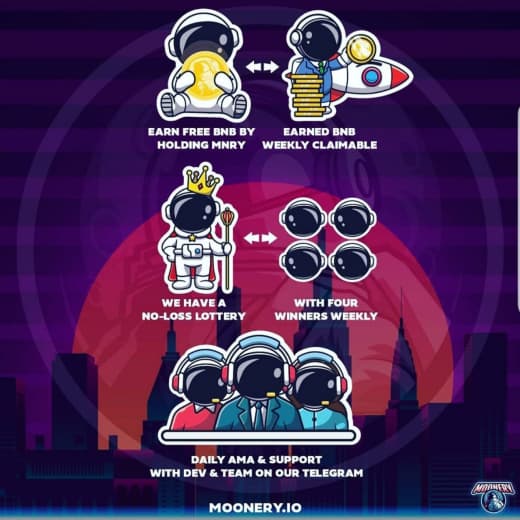 EARN FREE BNB BY
HOLDING MNRY
EARNED BNB
WEEKLY CLAIMABLE
WE HAVE A
NO-LOSS LOTTERY
WITH FOUR
WINNERS WEEKLY
DAILY AMA & SUPPORT
WITH DEV & TEAM ON OUR TELEGRAM
MOONERY.IO
MOONERY